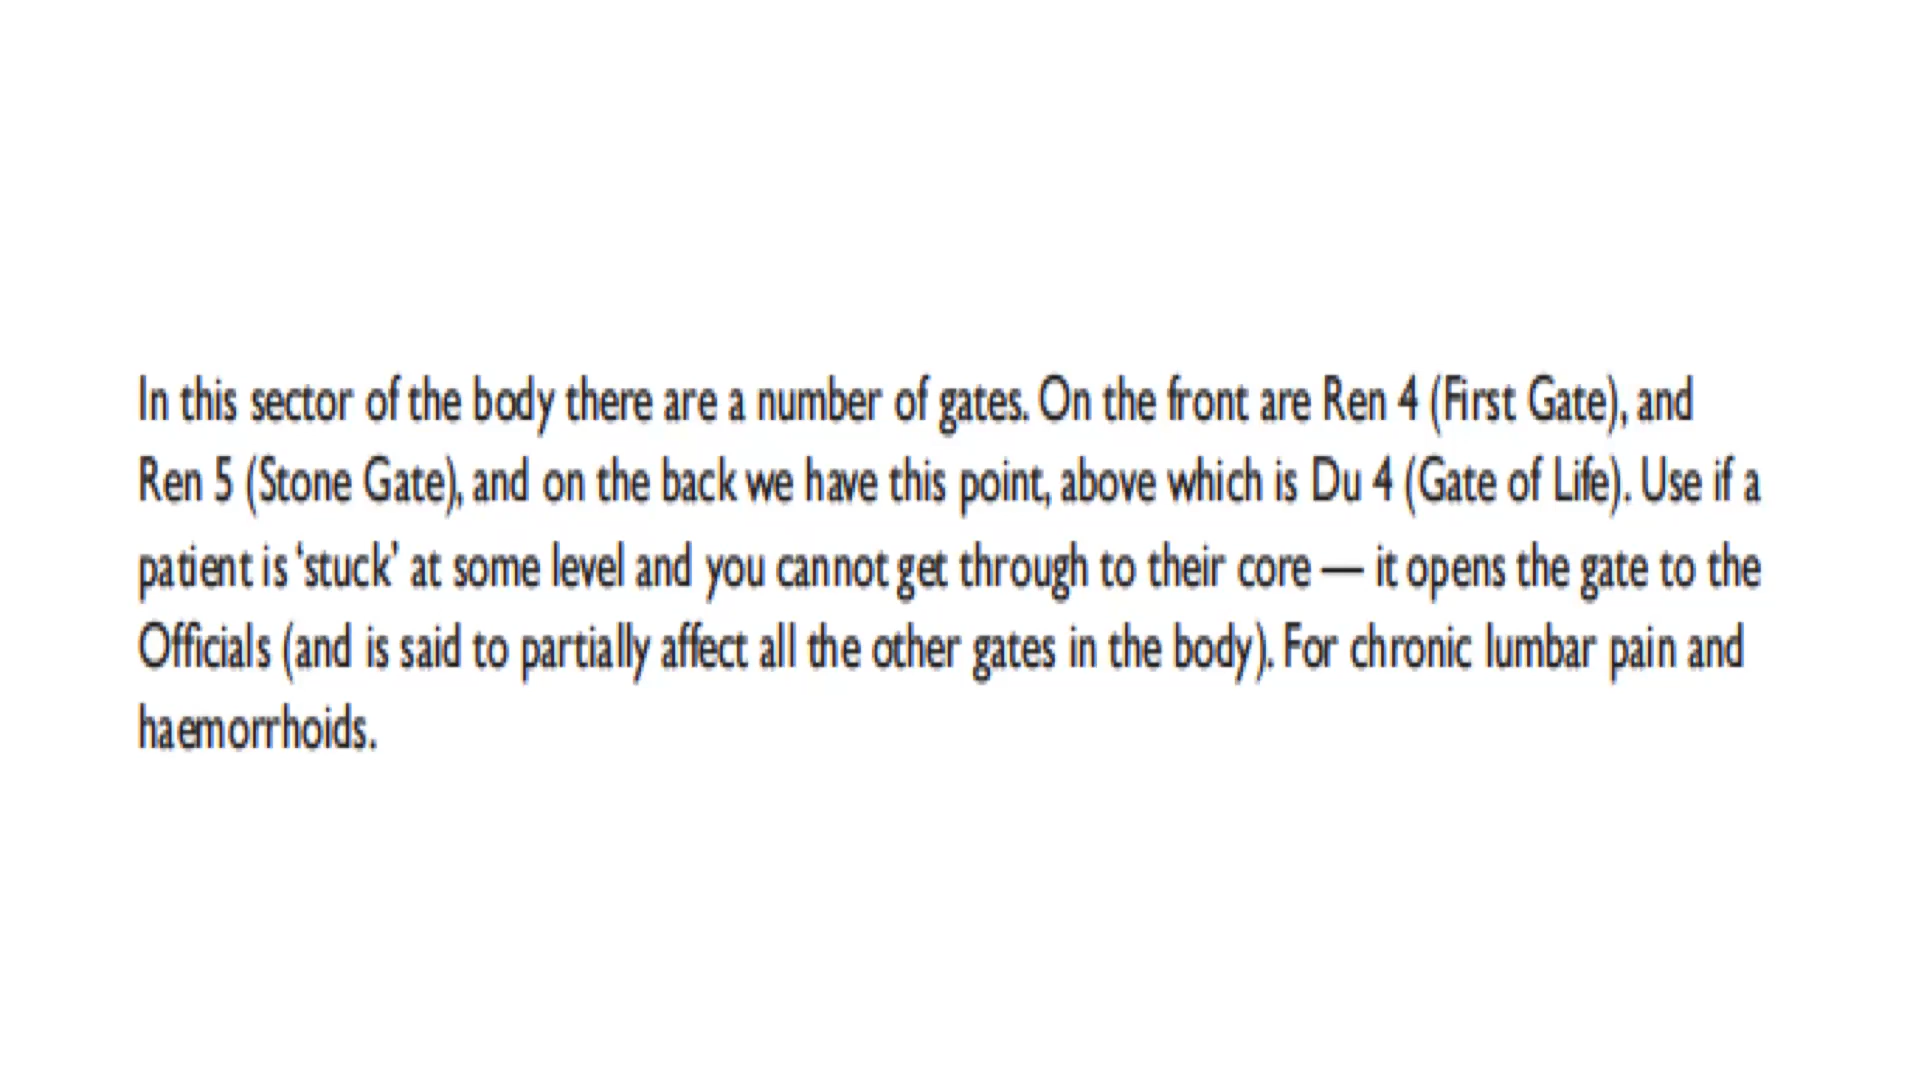 In this sector of the body there are a number of gates. On the front are Ren 4 (First Gate), and
Ren 5 (Stone Gate), and on the back we have this point, above which is Du 4 (Gate of Life). Use if a
patient is ‘stuck’ at some level and you cannot get through to their core — it opens the gate to the
Officials (and is said to partially affect all the other gates in the body). For chronic lumbar pain and
haemorrhoids.